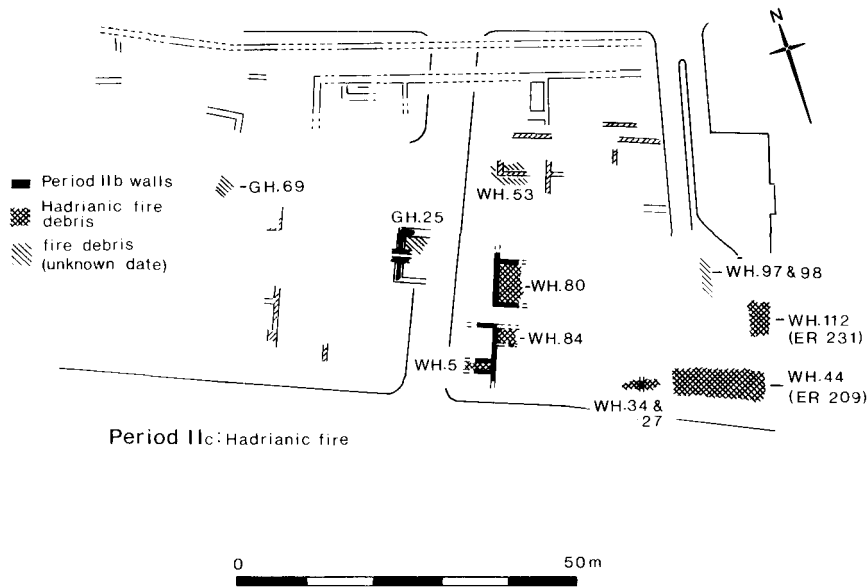 N
Period IIb walls
Hadrianic fire
debris
fire debris
(unknown date)
GH.69
GH.25
WH.53
WH.80
WH.84
WH.5
WH.97 & 98
WH.112
(ER 231)
WH.44
(ER 209)
WH.34 &
27
Period IIc: Hadrianic fire
0
50m